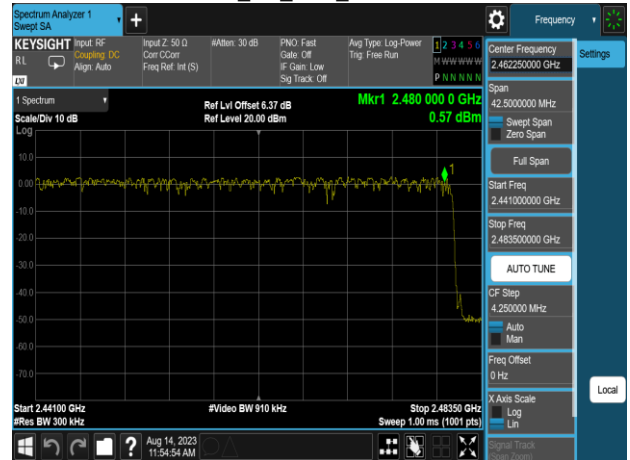 Spectrum Analyzer 1
Swept SA
+
Frequency
KEYSIGHT
RL
LXI
Input: RF
Coupling: DC
Align: Auto
Input Z: 50 Ω
Corr CCorr
Freq Ref: Int (S)
#Atten: 30 dB
PNO: Fast
Gate: Off
IF Gain: Low
Sig Track: Off
Avg Type: Log-Power
Trig: Free Run
1 2 3 4 5 6
M W W W W W
P N N N N N
1 Spectrum
Scale/Div 10 dB
Log
Ref Lvl Offset 6.37 dB
Ref Level 20.00 dBm
Mkr1 2.480 000 0 GHz
0.57 dBm
1
10.0
0.00
-10.0
-20.0
-30.0
-40.0
-50.0
-60.0
-70.0
Start 2.44100 GHz
#Res BW 300 kHz
#Video BW 910 kHz
Stop 2.48350 GHz
Sweep 1.00 ms (1001 pts)
?
Aug 14, 2023
11:54:54 AM
Center Frequency
2.462250000 GHz
Span
42.5000000 MHz
Swept Span
Zero Span
Full Span
Start Freq
2.441000000 GHz
Stop Freq
2.483500000 GHz
AUTO TUNE
CF Step
4.250000 MHz
Auto
Man
Freq Offset
0 Hz
X Axis Scale
Log
Lin
Signal Track
(Span Zoom)
Settings
Local